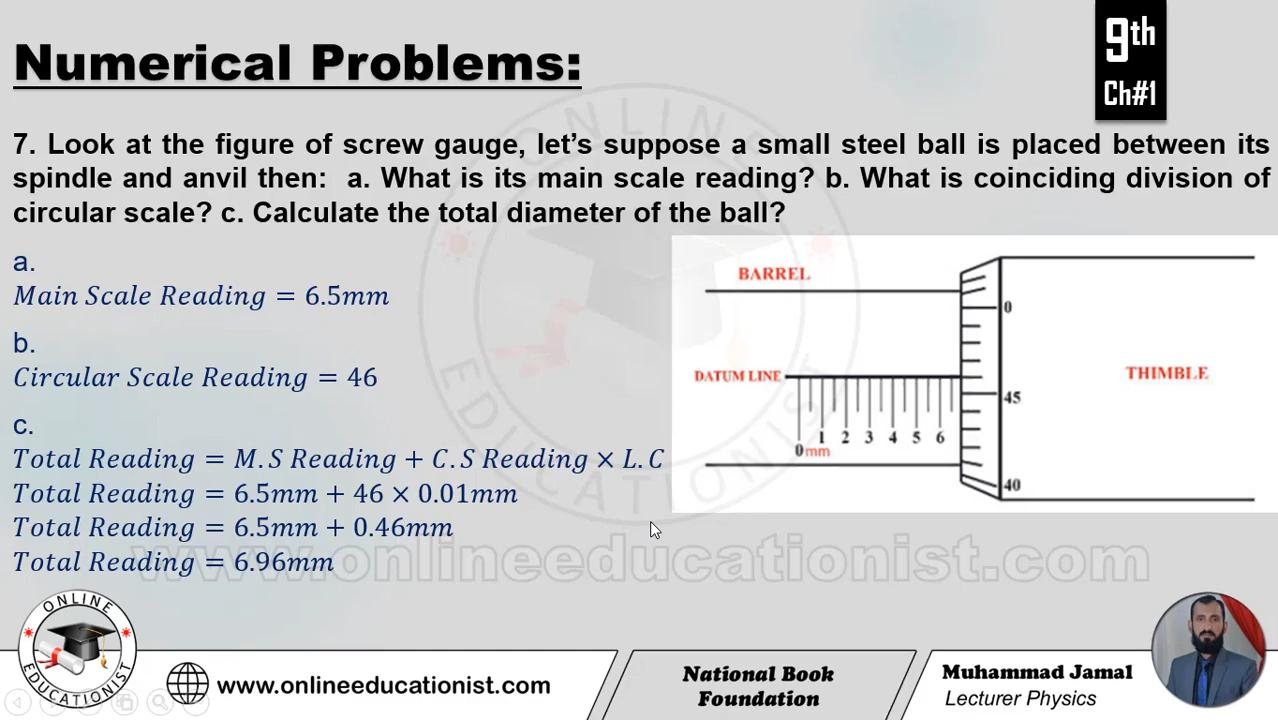 Numerical Problems:
9th
Ch#1
7. Look at the figure of screw gauge, let’s suppose a small steel ball is placed between its
spindle and anvil then: a. What is its main scale reading? b. What is coinciding division of
circular scale? c. Calculate the total diameter of the ball?
a.
Main Scale Reading = 6.5mm
b.
Circular Scale Reading = 46
c.
Total Reading = M.S Reading + C.S Reading × L.C
Total Reading = 6.5mm + 46 × 0.01mm
Total Reading = 6.5mm + 0.46mm
Total Reading = 6.96mm
BARREL
0
DATUM LINE
THIMBLE
45
1 2 3 4 5 6
0mm
40
ONLINE
EDUCATIONIST
www.onlineeducationist.com
ONLINE
EDUCATIONIST
www.onlineeducationist.com
National Book
Foundation
Muhammad Jamal
Lecturer Physics